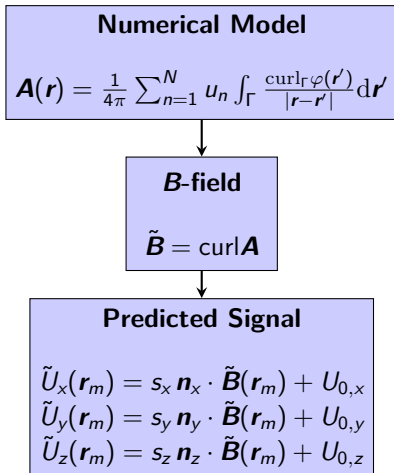 Numerical Model
A(r) = 1/4π ∑_{n=1}^{N} u_n ∫_Γ curl_Γ φ(r′)/|r−r′| dr′
B-field
B̃ = curlA
Predicted Signal
Ũ_x(r_m) = s_x n_x · B̃(r_m) + U_{0,x}
Ũ_y(r_m) = s_y n_y · B̃(r_m) + U_{0,y}
Ũ_z(r_m) = s_z n_z · B̃(r_m) + U_{0,z}